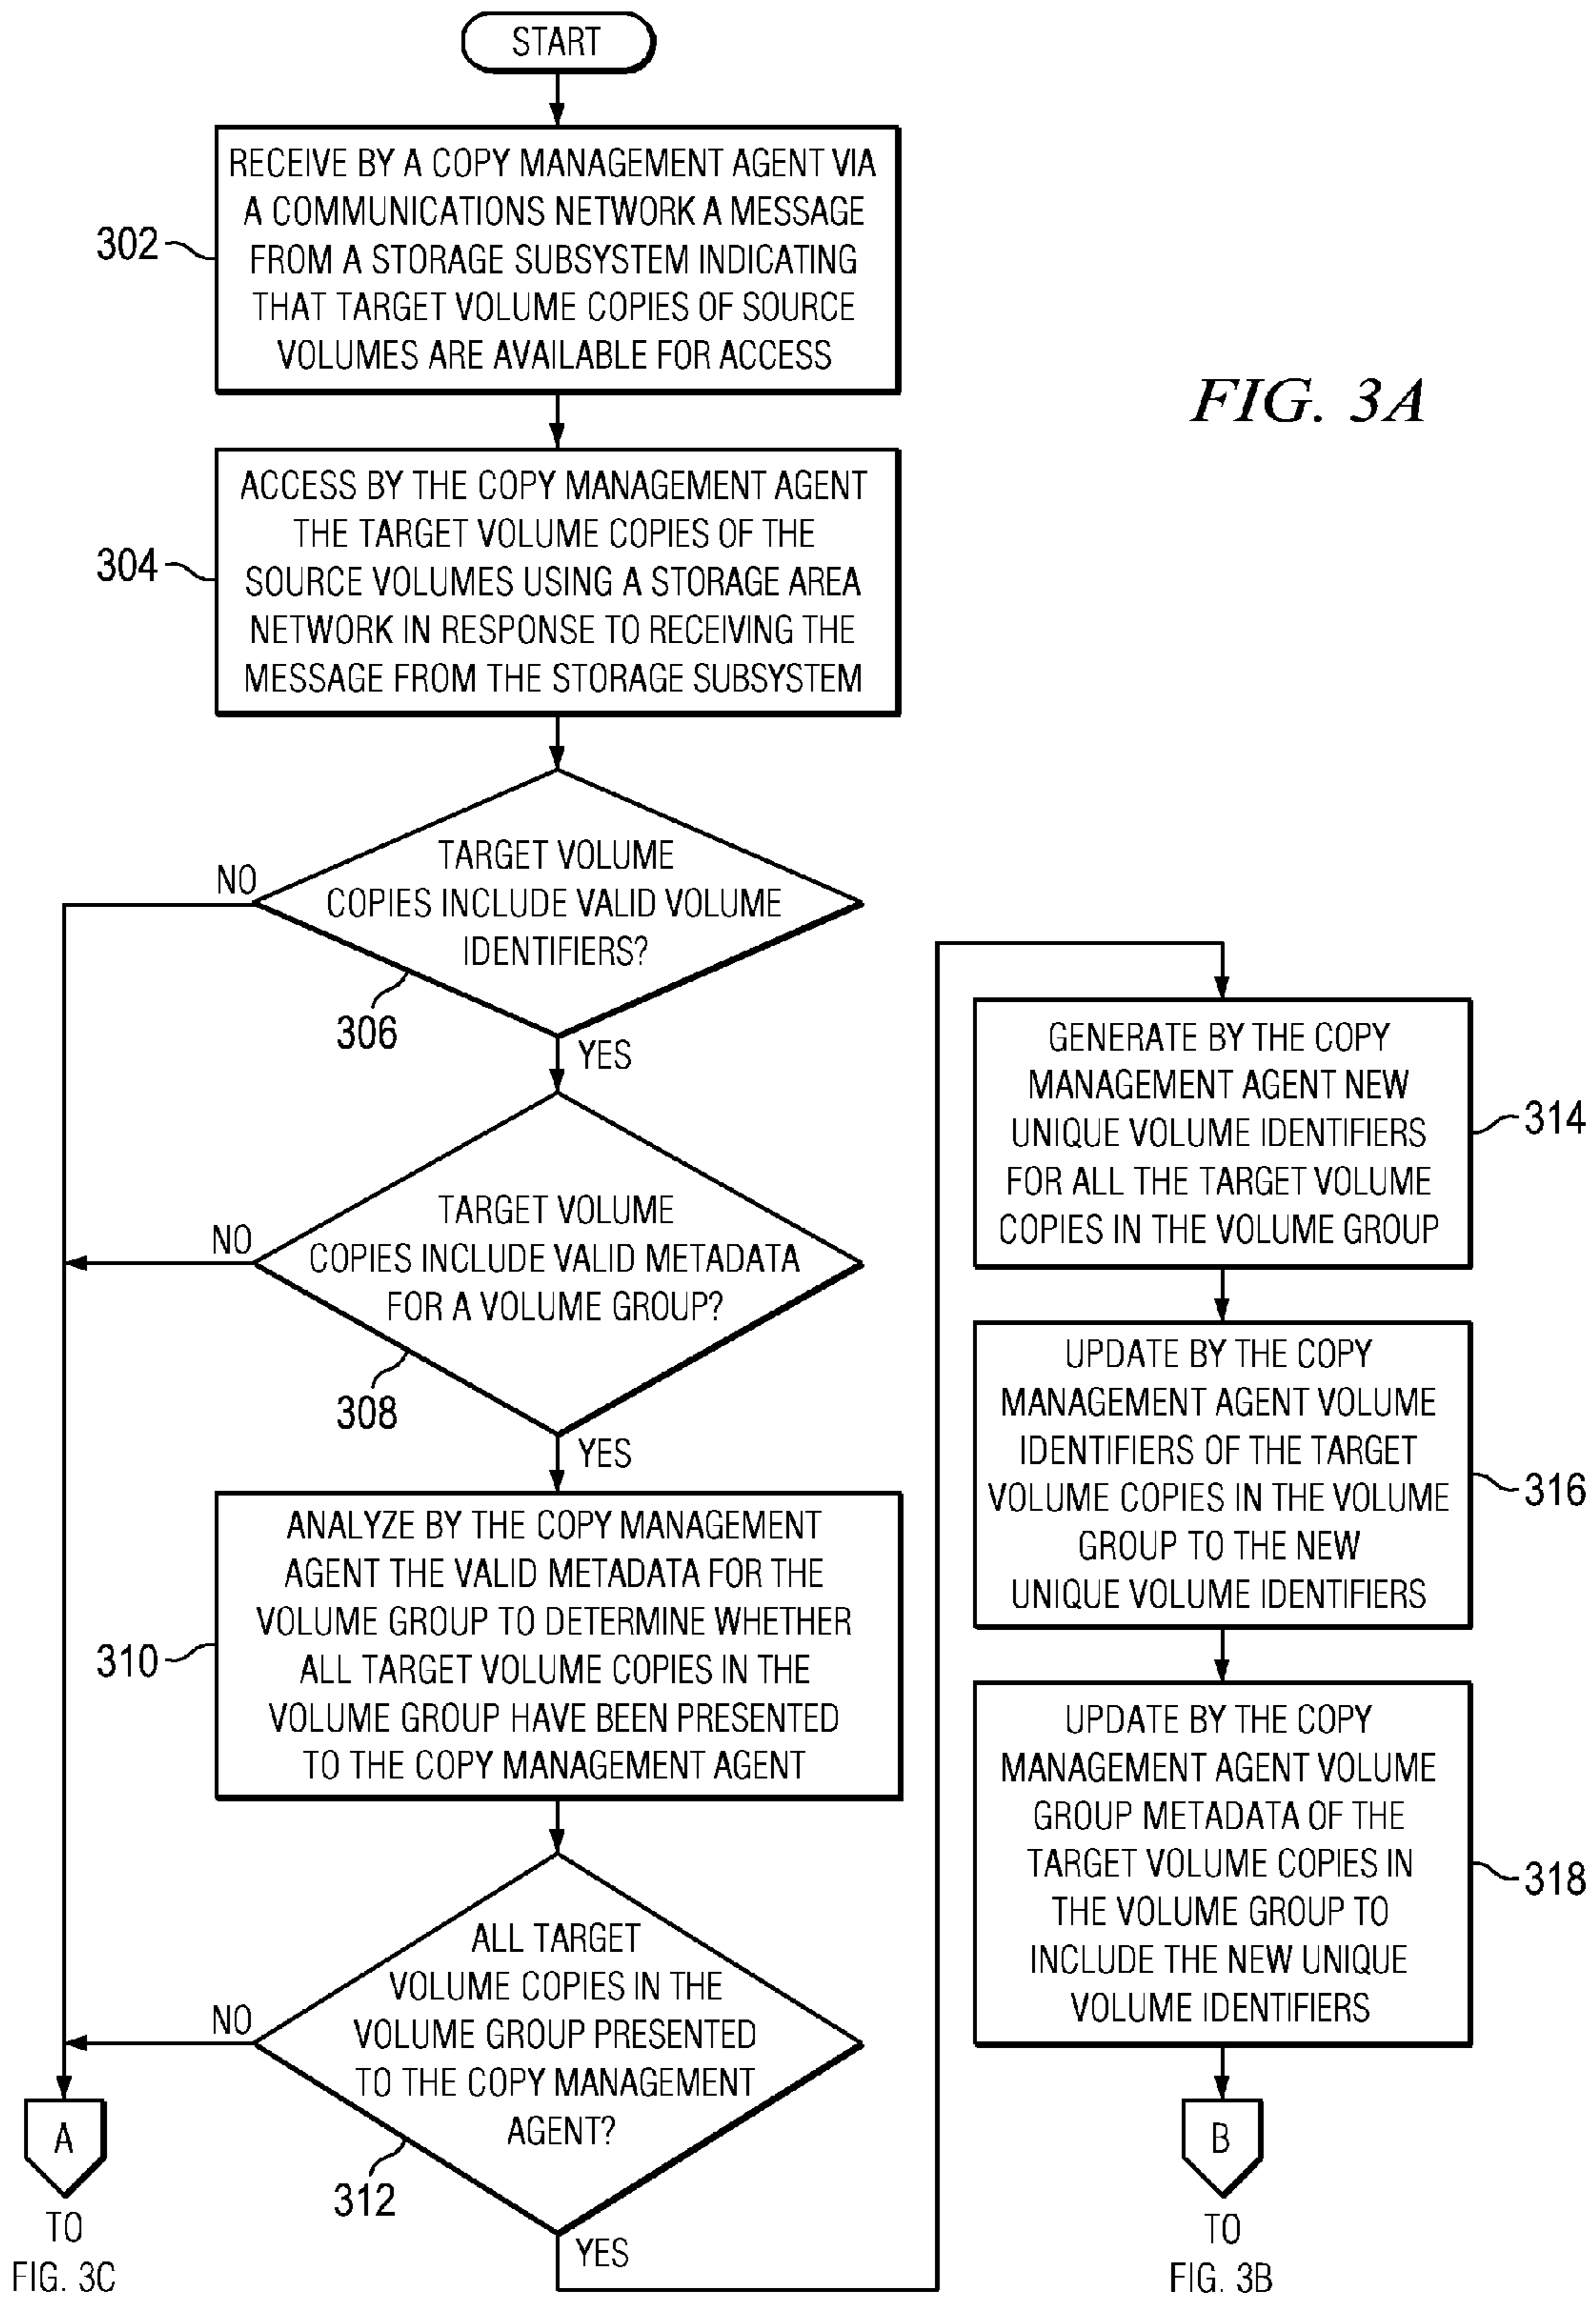 START
RECEIVE BY A COPY MANAGEMENT AGENT VIA
A COMMUNICATIONS NETWORK A MESSAGE
FROM A STORAGE SUBSYSTEM INDICATING
THAT TARGET VOLUME COPIES OF SOURCE
VOLUMES ARE AVAILABLE FOR ACCESS
302
FIG. 3A
ACCESS BY THE COPY MANAGEMENT AGENT
THE TARGET VOLUME COPIES OF THE
SOURCE VOLUMES USING A STORAGE AREA
NETWORK IN RESPONSE TO RECEIVING THE
MESSAGE FROM THE STORAGE SUBSYSTEM
304
TARGET VOLUME
COPIES INCLUDE VALID VOLUME
IDENTIFIERS?
NO
306
YES
TARGET VOLUME
COPIES INCLUDE VALID METADATA
FOR A VOLUME GROUP?
NO
308
YES
ANALYZE BY THE COPY MANAGEMENT
AGENT THE VALID METADATA FOR THE
VOLUME GROUP TO DETERMINE WHETHER
ALL TARGET VOLUME COPIES IN THE
VOLUME GROUP HAVE BEEN PRESENTED
TO THE COPY MANAGEMENT AGENT
310
ALL TARGET
VOLUME COPIES IN THE
VOLUME GROUP PRESENTED
TO THE COPY MANAGEMENT
AGENT?
NO
312
YES
A
TO
FIG. 3C
GENERATE BY THE COPY
MANAGEMENT AGENT NEW
UNIQUE VOLUME IDENTIFIERS
FOR ALL THE TARGET VOLUME
COPIES IN THE VOLUME GROUP
314
UPDATE BY THE COPY
MANAGEMENT AGENT VOLUME
IDENTIFIERS OF THE TARGET
VOLUME COPIES IN THE VOLUME
GROUP TO THE NEW
UNIQUE VOLUME IDENTIFIERS
316
UPDATE BY THE COPY
MANAGEMENT AGENT VOLUME
GROUP METADATA OF THE
TARGET VOLUME COPIES IN
THE VOLUME GROUP TO
INCLUDE THE NEW UNIQUE
VOLUME IDENTIFIERS
318
B
TO
FIG. 3B